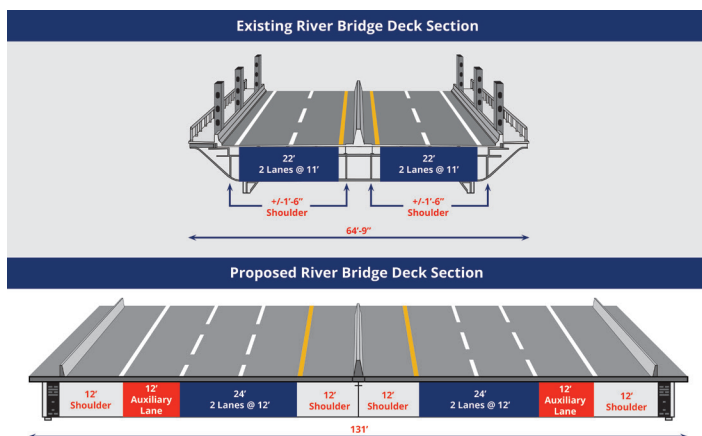 Existing River Bridge Deck Section
22'
2 Lanes @ 11'
22'
2 Lanes @ 11'
+/-1'-6"
Shoulder
+/-1'-6"
Shoulder
64'-9"
Proposed River Bridge Deck Section
12'
Shoulder
12'
Auxiliary
Lane
24'
2 Lanes @ 12'
12'
Shoulder
12'
Shoulder
24'
2 Lanes @ 12'
12'
Auxiliary
Lane
12'
Shoulder
131'